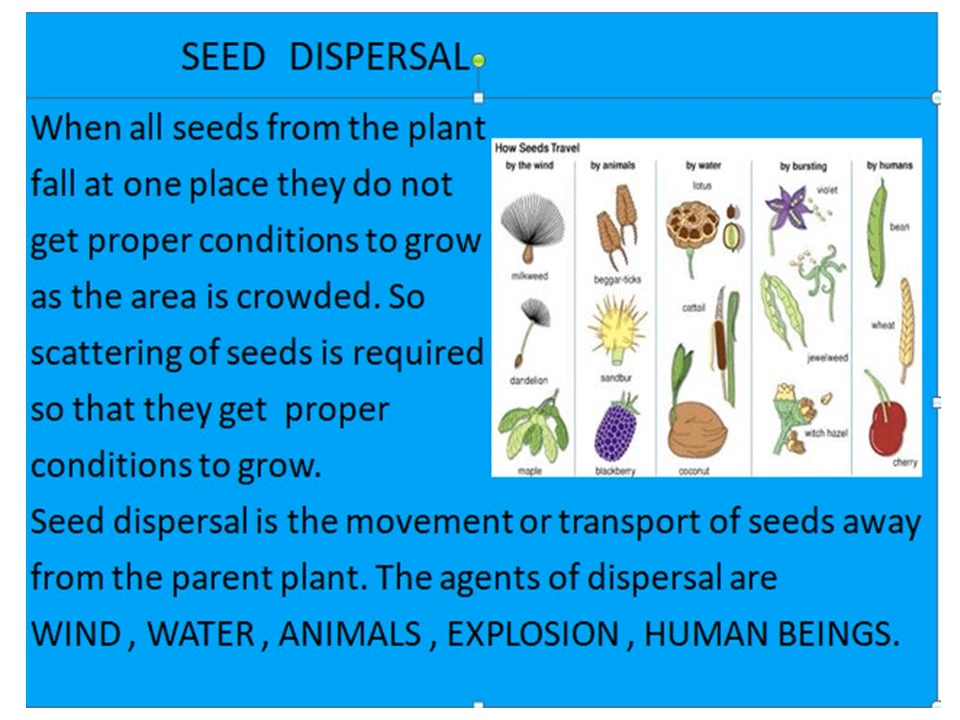 SEED DISPERSAL
When all seeds from the plant
fall at one place they do not
get proper conditions to grow
as the area is crowded. So
scattering of seeds is required
so that they get proper
conditions to grow.
Seed dispersal is the movement or transport of seeds away
from the parent plant. The agents of dispersal are
WIND , WATER , ANIMALS , EXPLOSION , HUMAN BEINGS.
How Seeds Travel
by the wind
milkweed
dandelion
maple
by animals
beggar-ticks
sandbur
blackberry
by water
lotus
cattail
coconut
by bursting
violet
jewelweed
witch hazel
by humans
bean
wheat
cherry